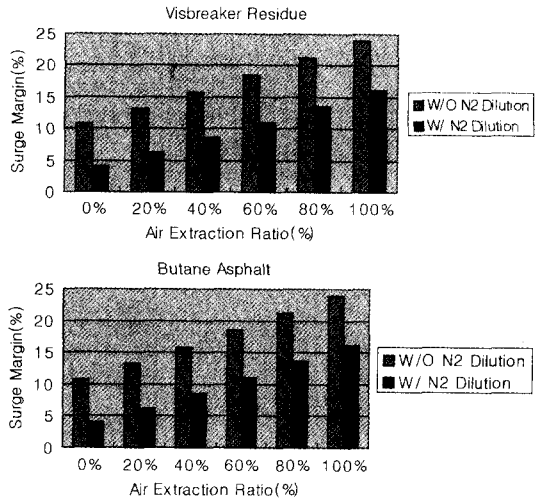 Visbreaker Residue
25
20
15
10
5
0
Surge Margin(%)
0% 20% 40% 60% 80% 100%
Air Extraction Ratio(%)
W/O N2 Dilution
W/ N2 Dilution
Butane Asphalt
25
20
15
10
5
0
Surge Margin(%)
0% 20% 40% 60% 80% 100%
Air Extraction Ratio(%)
W/O N2 Dilution
W/ N2 Dilution